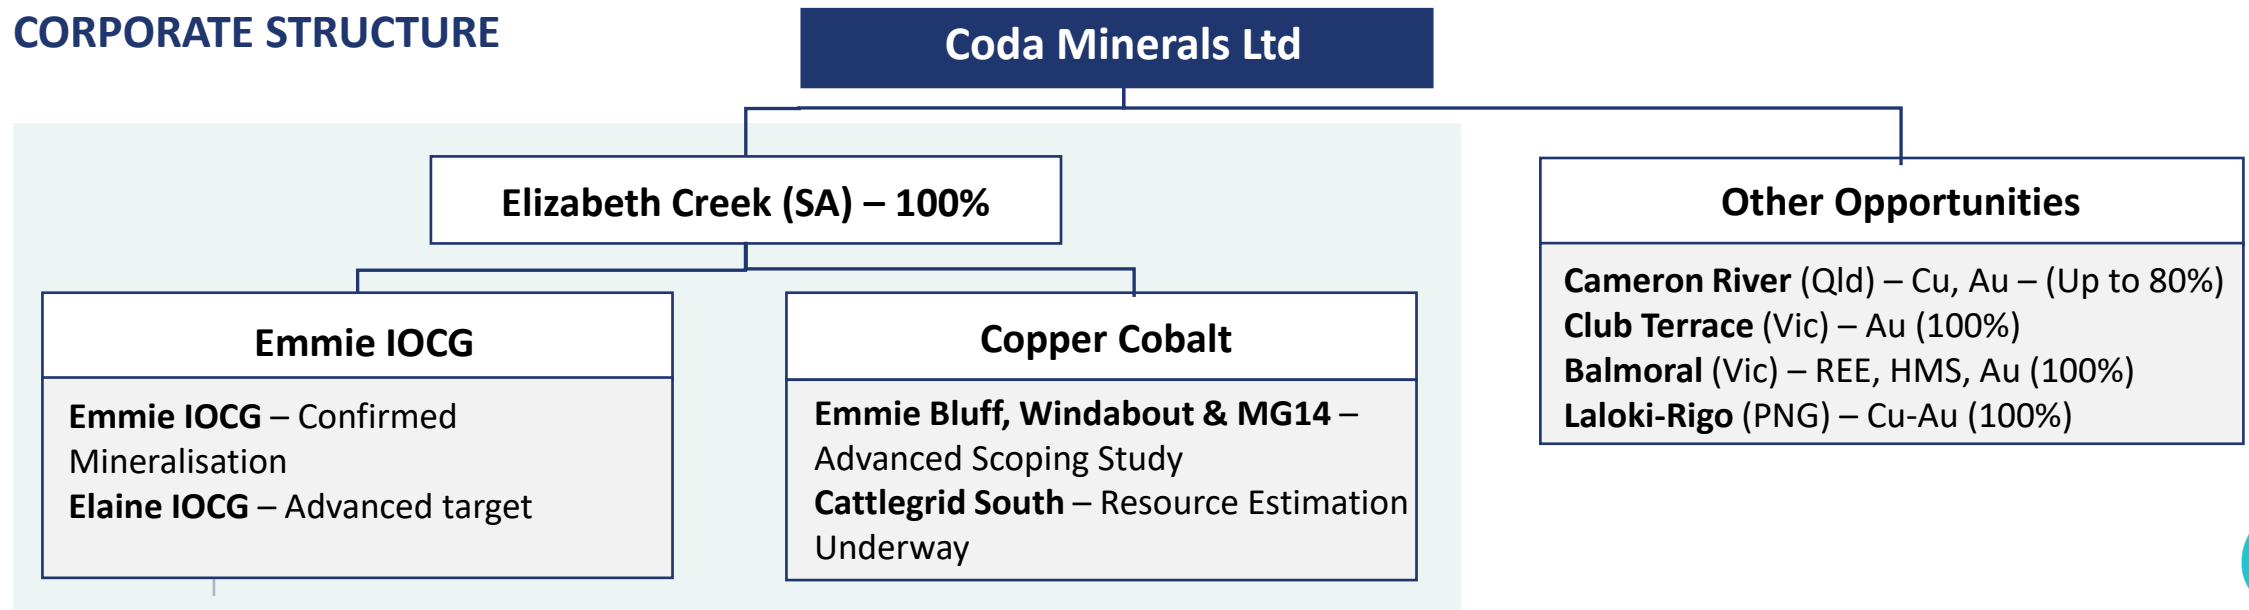 CORPORATE STRUCTURE
Coda Minerals Ltd
Elizabeth Creek (SA) – 100%
Emmie IOCG
Emmie IOCG – Confirmed
Mineralisation
Elaine IOCG – Advanced target
Copper Cobalt
Emmie Bluff, Windabout & MG14 –
Advanced Scoping Study
Cattlegrid South – Resource Estimation
Underway
Other Opportunities
Cameron River (Qld) – Cu, Au – (Up to 80%)
Club Terrace (Vic) – Au (100%)
Balmoral (Vic) – REE, HMS, Au (100%)
Laloki-Rigo (PNG) – Cu-Au (100%)